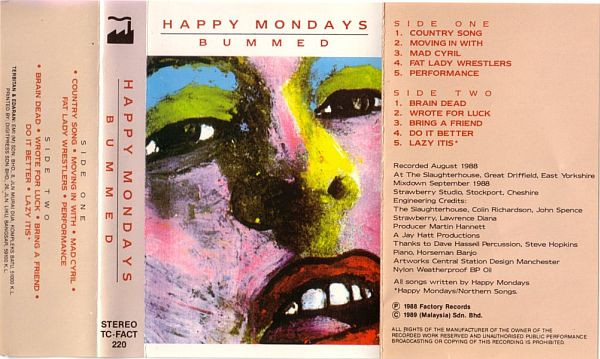 TERBITAN & EDARAN:
PRINTED BY: DIGITPRESS SDN BHD,
SIDE ONE
• COUNTRY SONG • MOVING IN WITH • MAD CYRIL •
FAT LADY WRESTLERS • PERFORMANCE
SIDE TWO
• BRAIN DEAD • WROTE FOR LUCK • BRING A FRIEND •
DO IT BETTER • LAZY ITIS*
HAPPY MONDAYS
BUMMED
STEREO
TC-FACT
220
HAPPY MONDAYS
BUMMED
SIDE ONE
1. COUNTRY SONG
2. MOVING IN WITH
3. MAD CYRIL
4. FAT LADY WRESTLERS
5. PERFORMANCE
SIDE TWO
1. BRAIN DEAD
2. WROTE FOR LUCK
3. BRING A FRIEND
4. DO IT BETTER
5. LAZY ITIS*
Recorded August 1988
At The Slaughterhouse, Great Driffield, East Yorkshire
Mixdown September 1988
Strawberry Studio, Stockport, Cheshire
Engineering Credits:
The Slaughterhouse, Colin Richardson, John Spence
Strawberry, Lawrence Diana
Producer Martin Hannett
A Jay Hatt Productions
Thanks to Dave Hassel Percussion, Steve Hopkins
Piano, Horseman Banjo
Artworks Central Station Design Manchester
Nylon Weatherproof BP Oil
All songs written by Happy Mondays
*Happy Mondays/Northern Songs.
Ⓟ 1988 Factory Records
© 1989 (Malaysia) Sdn. Bhd.
ALL RIGHTS OF THE MANUFACTURER OF THE OWNER OF THE
RECORDED WORK RESERVED AND UNAUTHORISED PUBLIC PERFORMANCE
BROADCASTING OR COPYING OF THIS RECORDING IS PROHIBITED.